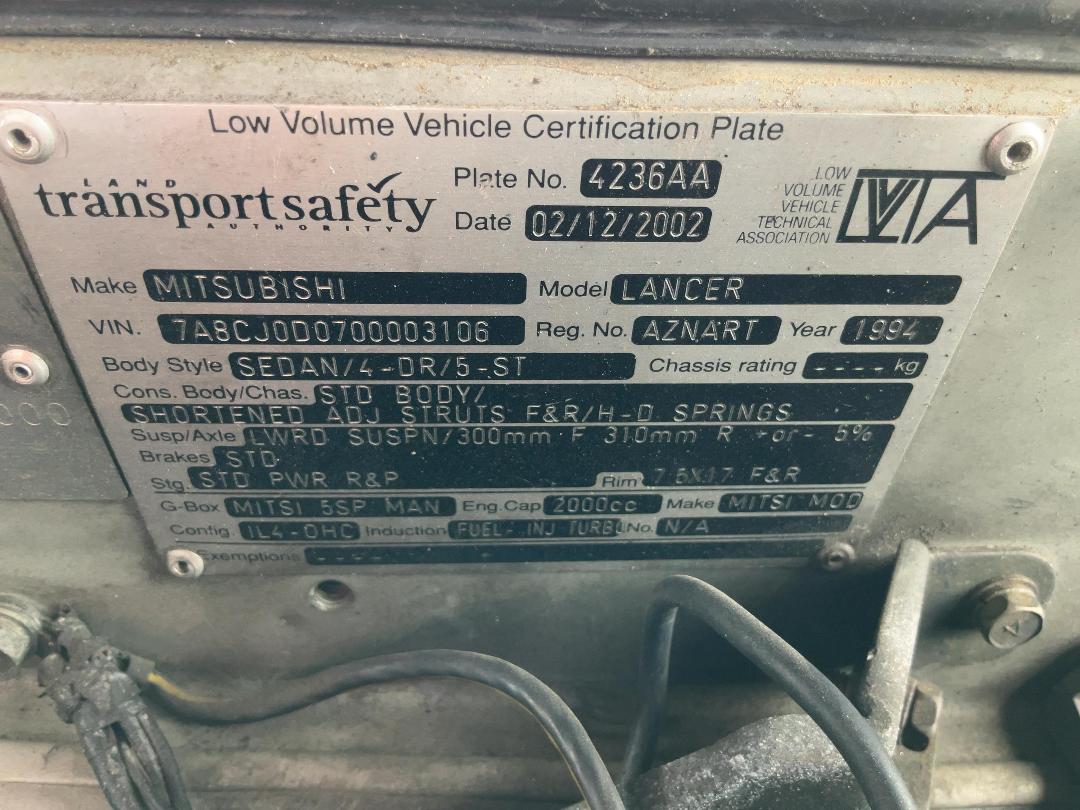 Low Volume Vehicle Certification Plate
LAND
transportsafety
AUTHORITY
Plate No. 4236AA
Date 02/12/2002
LOW
VOLUME
VEHICLE
TECHNICAL
ASSOCIATION
LVVTA
Make MITSUBISHI Model LANCER
VIN. 7A8CJ0D0700003106 Reg. No. AZNART Year 1994
Body Style SEDAN/4-DR/5-ST Chassis rating ---- kg
Cons. Body/Chas. STD BODY/
SHORTENED ADJ STRUTS F&R/H-D SPRINGS
Susp/Axle LWRD SUSPN/300mm F 310mm R +or- 5%
Brakes STD
Stg. STD PWR R&P Rim 7.5X17 F&R
G-Box MITSI 5SP MAN Eng.Cap 2000cc Make MITSI MOD
Config. IL4-OHC Induction FUEL-INJ TURBO No. N/A
Exemptions
000